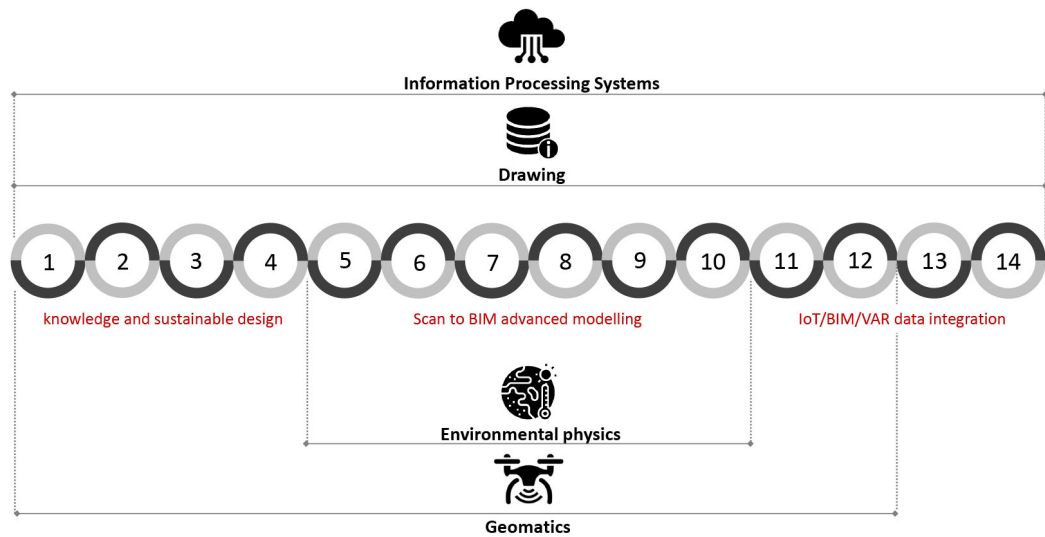 Information Processing Systems
i
Drawing
1 2 3 4 5 6 7 8 9 10 11 12 13 14
knowledge and sustainable design Scan to BIM advanced modelling IoT/BIM/VAR data integration
Environmental physics
Geomatics